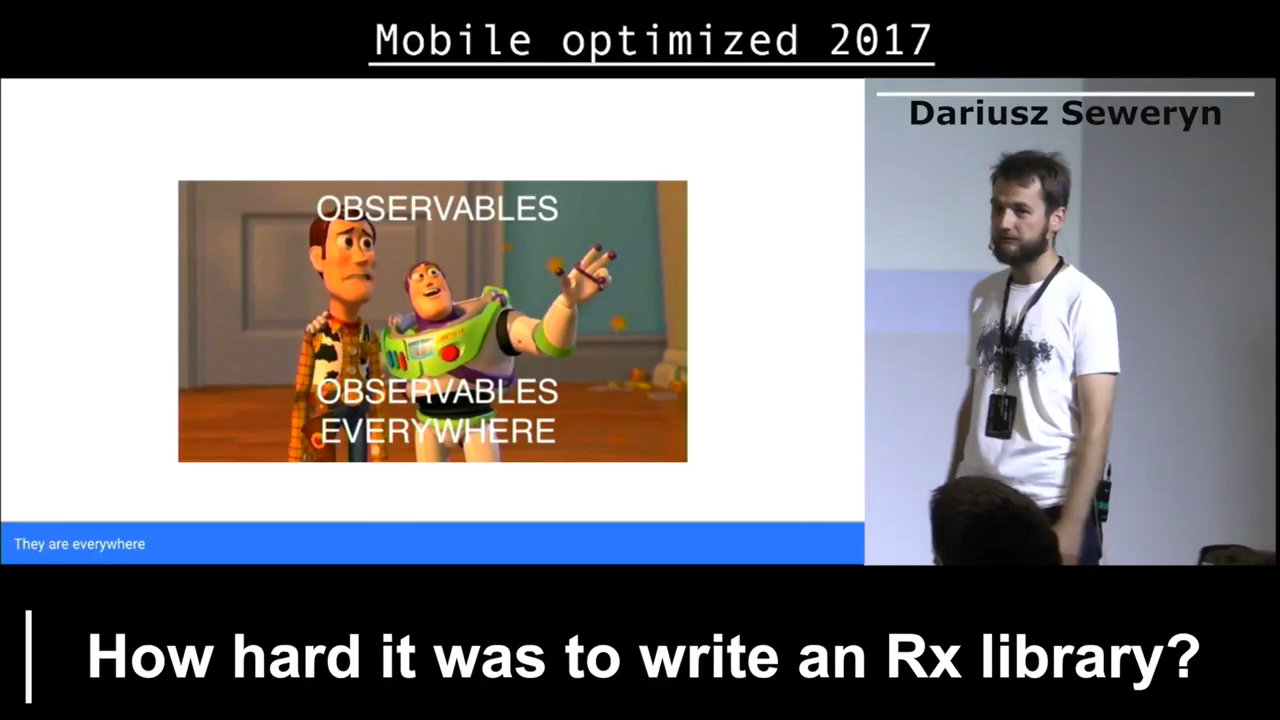 Mobile optimized 2017
Dariusz Seweryn
OBSERVABLES
OBSERVABLES
EVERYWHERE
They are everywhere
How hard it was to write an Rx library?